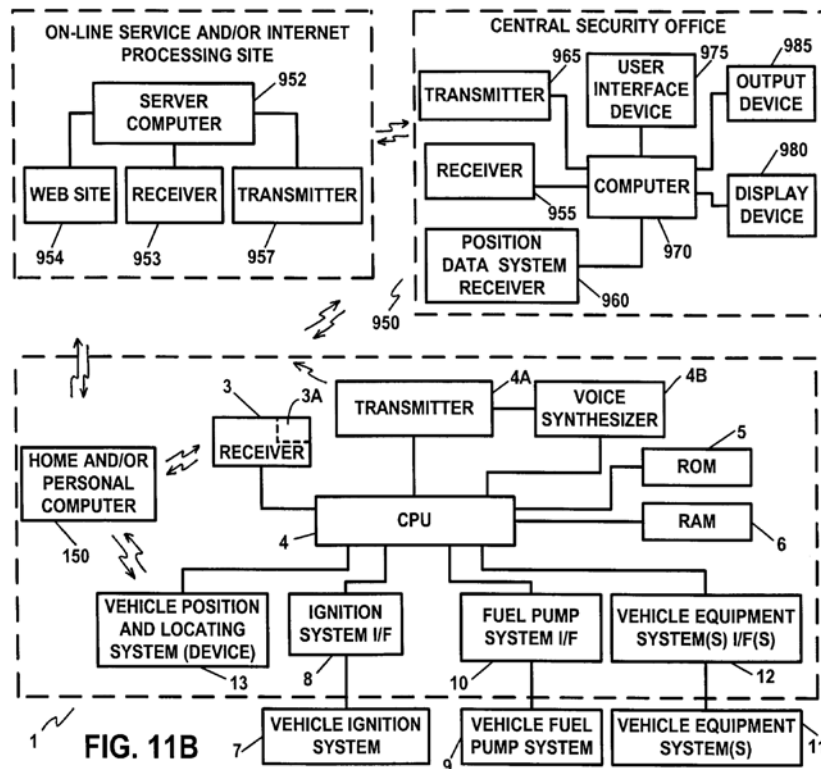 ON-LINE SERVICE AND/OR INTERNET
PROCESSING SITE
952
SERVER
COMPUTER
WEB SITE
RECEIVER
TRANSMITTER
954
953
957
CENTRAL SECURITY OFFICE
965
975
985
TRANSMITTER
USER
INTERFACE
DEVICE
OUTPUT
DEVICE
980
RECEIVER
955
COMPUTER
970
DISPLAY
DEVICE
POSITION
DATA SYSTEM
RECEIVER
960
950
3
3A
4A
4B
RECEIVER
TRANSMITTER
VOICE
SYNTHESIZER
5
ROM
HOME AND/OR
PERSONAL
COMPUTER
150
CPU
4
RAM
6
VEHICLE POSITION
AND LOCATING
SYSTEM (DEVICE)
13
IGNITION
SYSTEM I/F
8
FUEL PUMP
SYSTEM I/F
10
VEHICLE EQUIPMENT
SYSTEM(S) I/F(S)
12
1
FIG. 11B
7
VEHICLE IGNITION
SYSTEM
9
VEHICLE FUEL
PUMP SYSTEM
VEHICLE EQUIPMENT
SYSTEM(S)
11